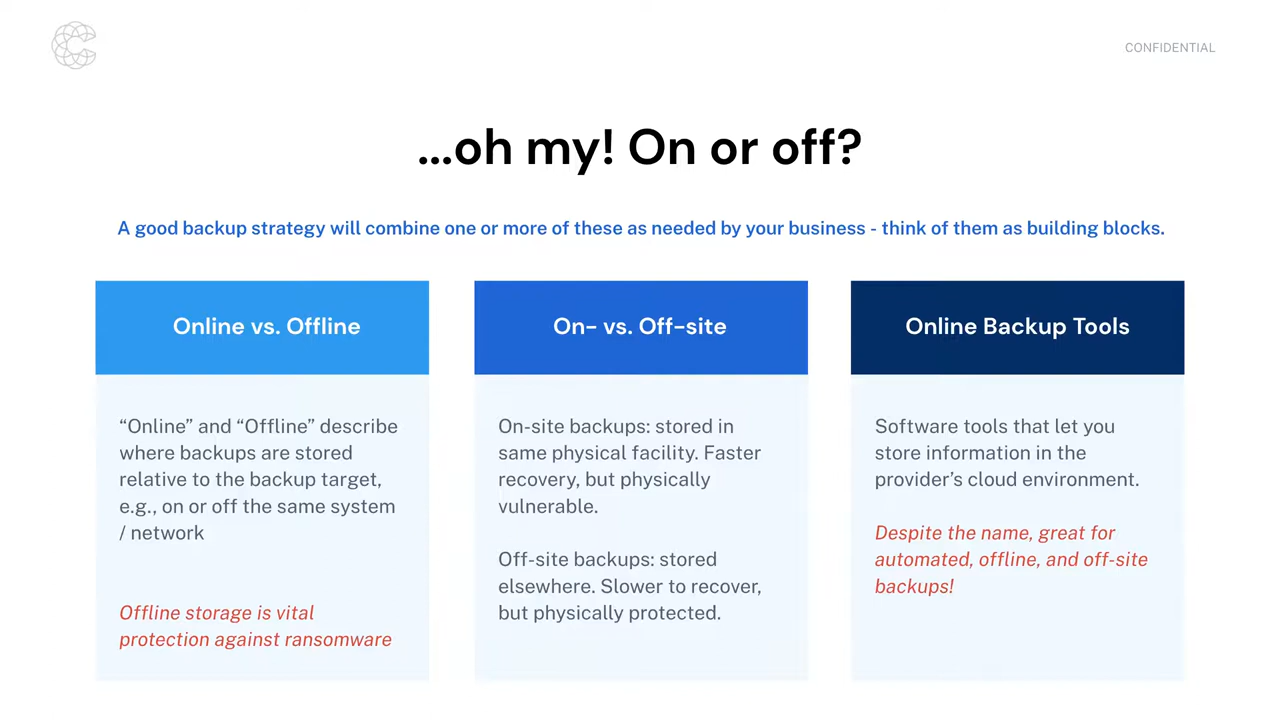 CONFIDENTIAL
...oh my! On or off?
A good backup strategy will combine one or more of these as needed by your business - think of them as building blocks.
Online vs. Offline
“Online” and “Offline” describe
where backups are stored
relative to the backup target,
e.g., on or off the same system
/ network
Offline storage is vital
protection against ransomware
On- vs. Off-site
On-site backups: stored in
same physical facility. Faster
recovery, but physically
vulnerable.
Off-site backups: stored
elsewhere. Slower to recover,
but physically protected.
Online Backup Tools
Software tools that let you
store information in the
provider’s cloud environment.
Despite the name, great for
automated, offline, and off-site
backups!